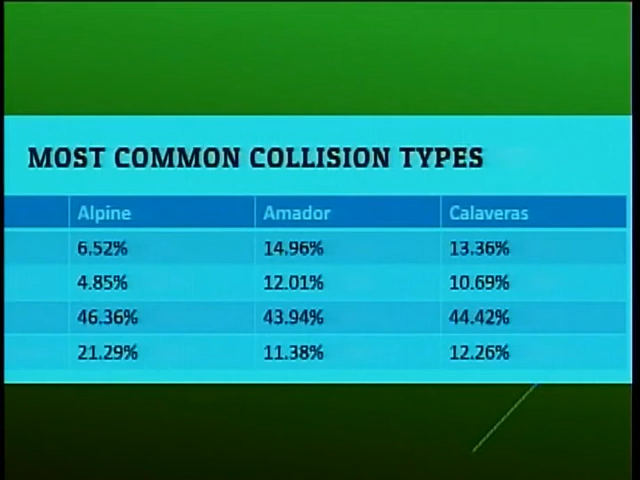 MOST COMMON COLLISION TYPES
Alpine Amador Calaveras
6.52% 14.96% 13.36%
4.85% 12.01% 10.69%
46.36% 43.94% 44.42%
21.29% 11.38% 12.26%